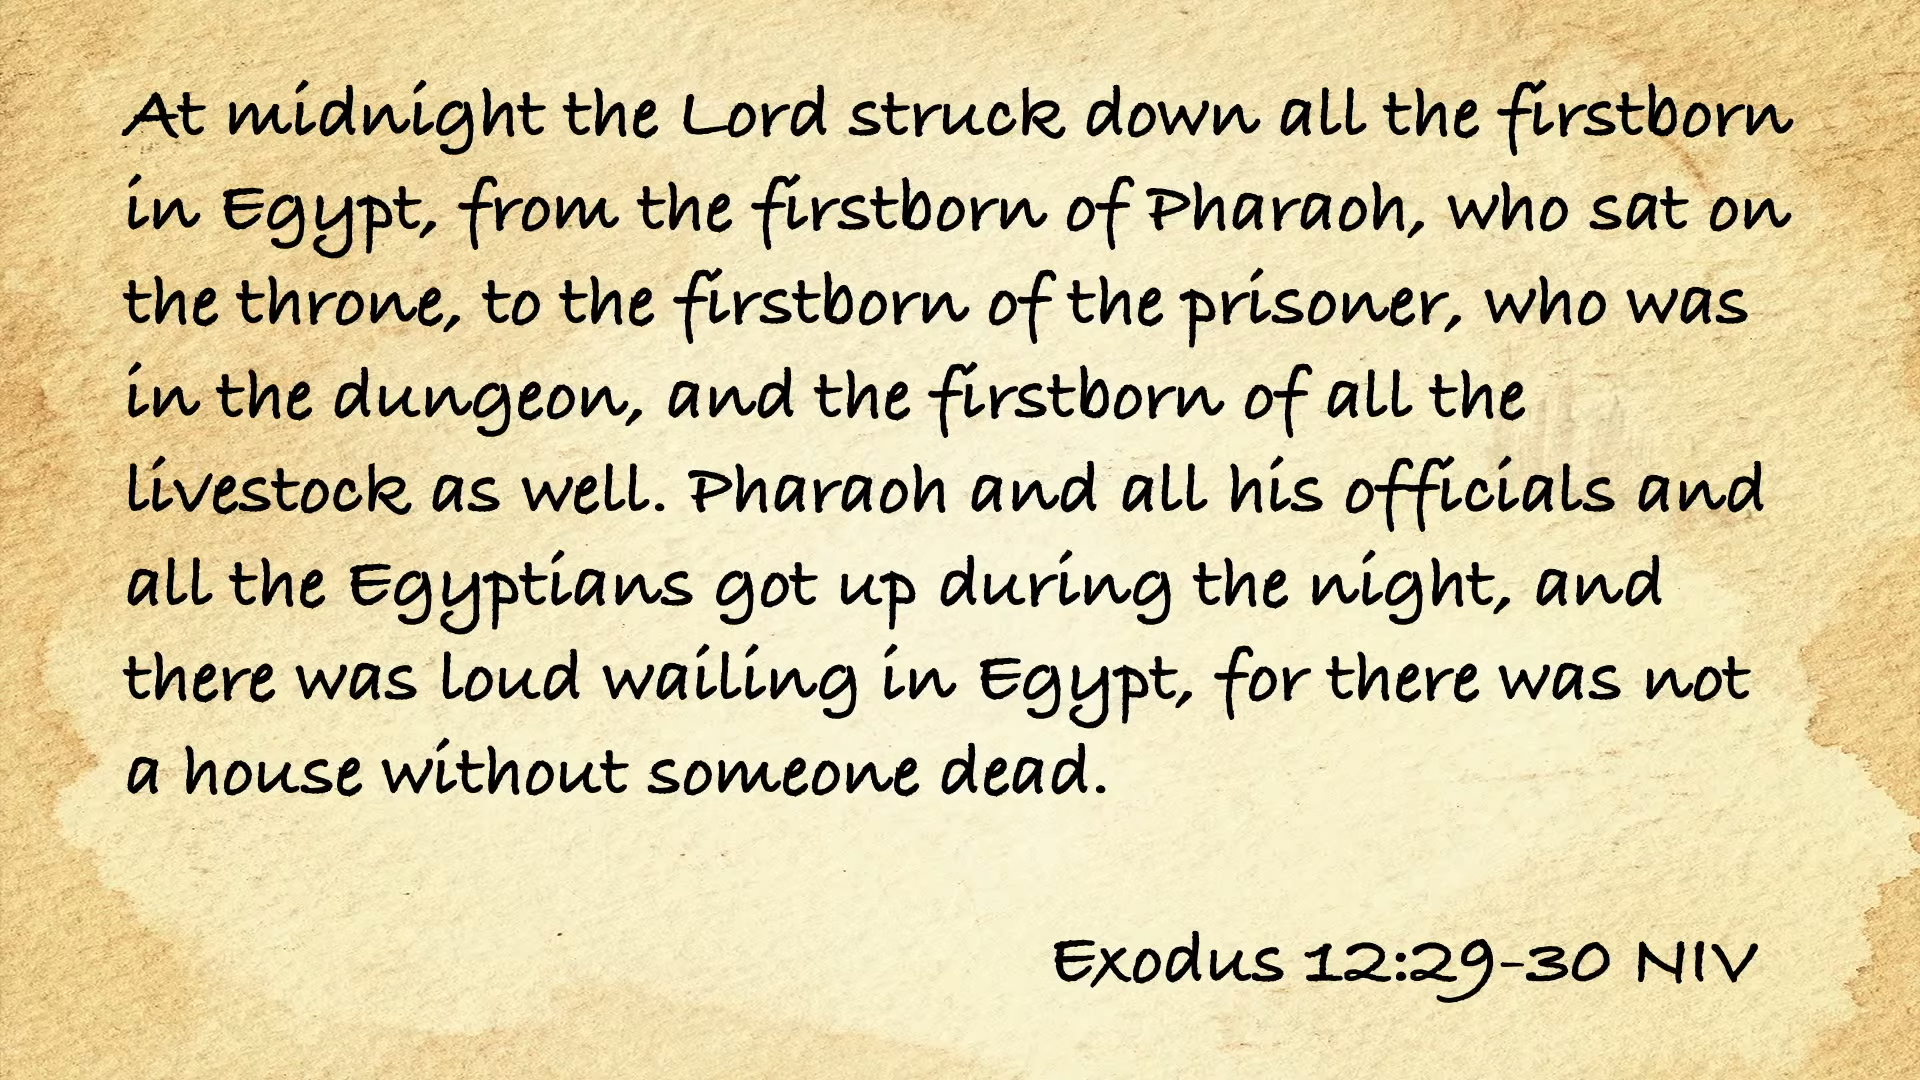 At midnight the Lord struck down all the firstborn
in Egypt, from the firstborn of Pharaoh, who sat on
the throne, to the firstborn of the prisoner, who was
in the dungeon, and the firstborn of all the
livestock as well. Pharaoh and all his officials and
all the Egyptians got up during the night, and
there was loud wailing in Egypt, for there was not
a house without someone dead.
Exodus 12:29-30 NIV